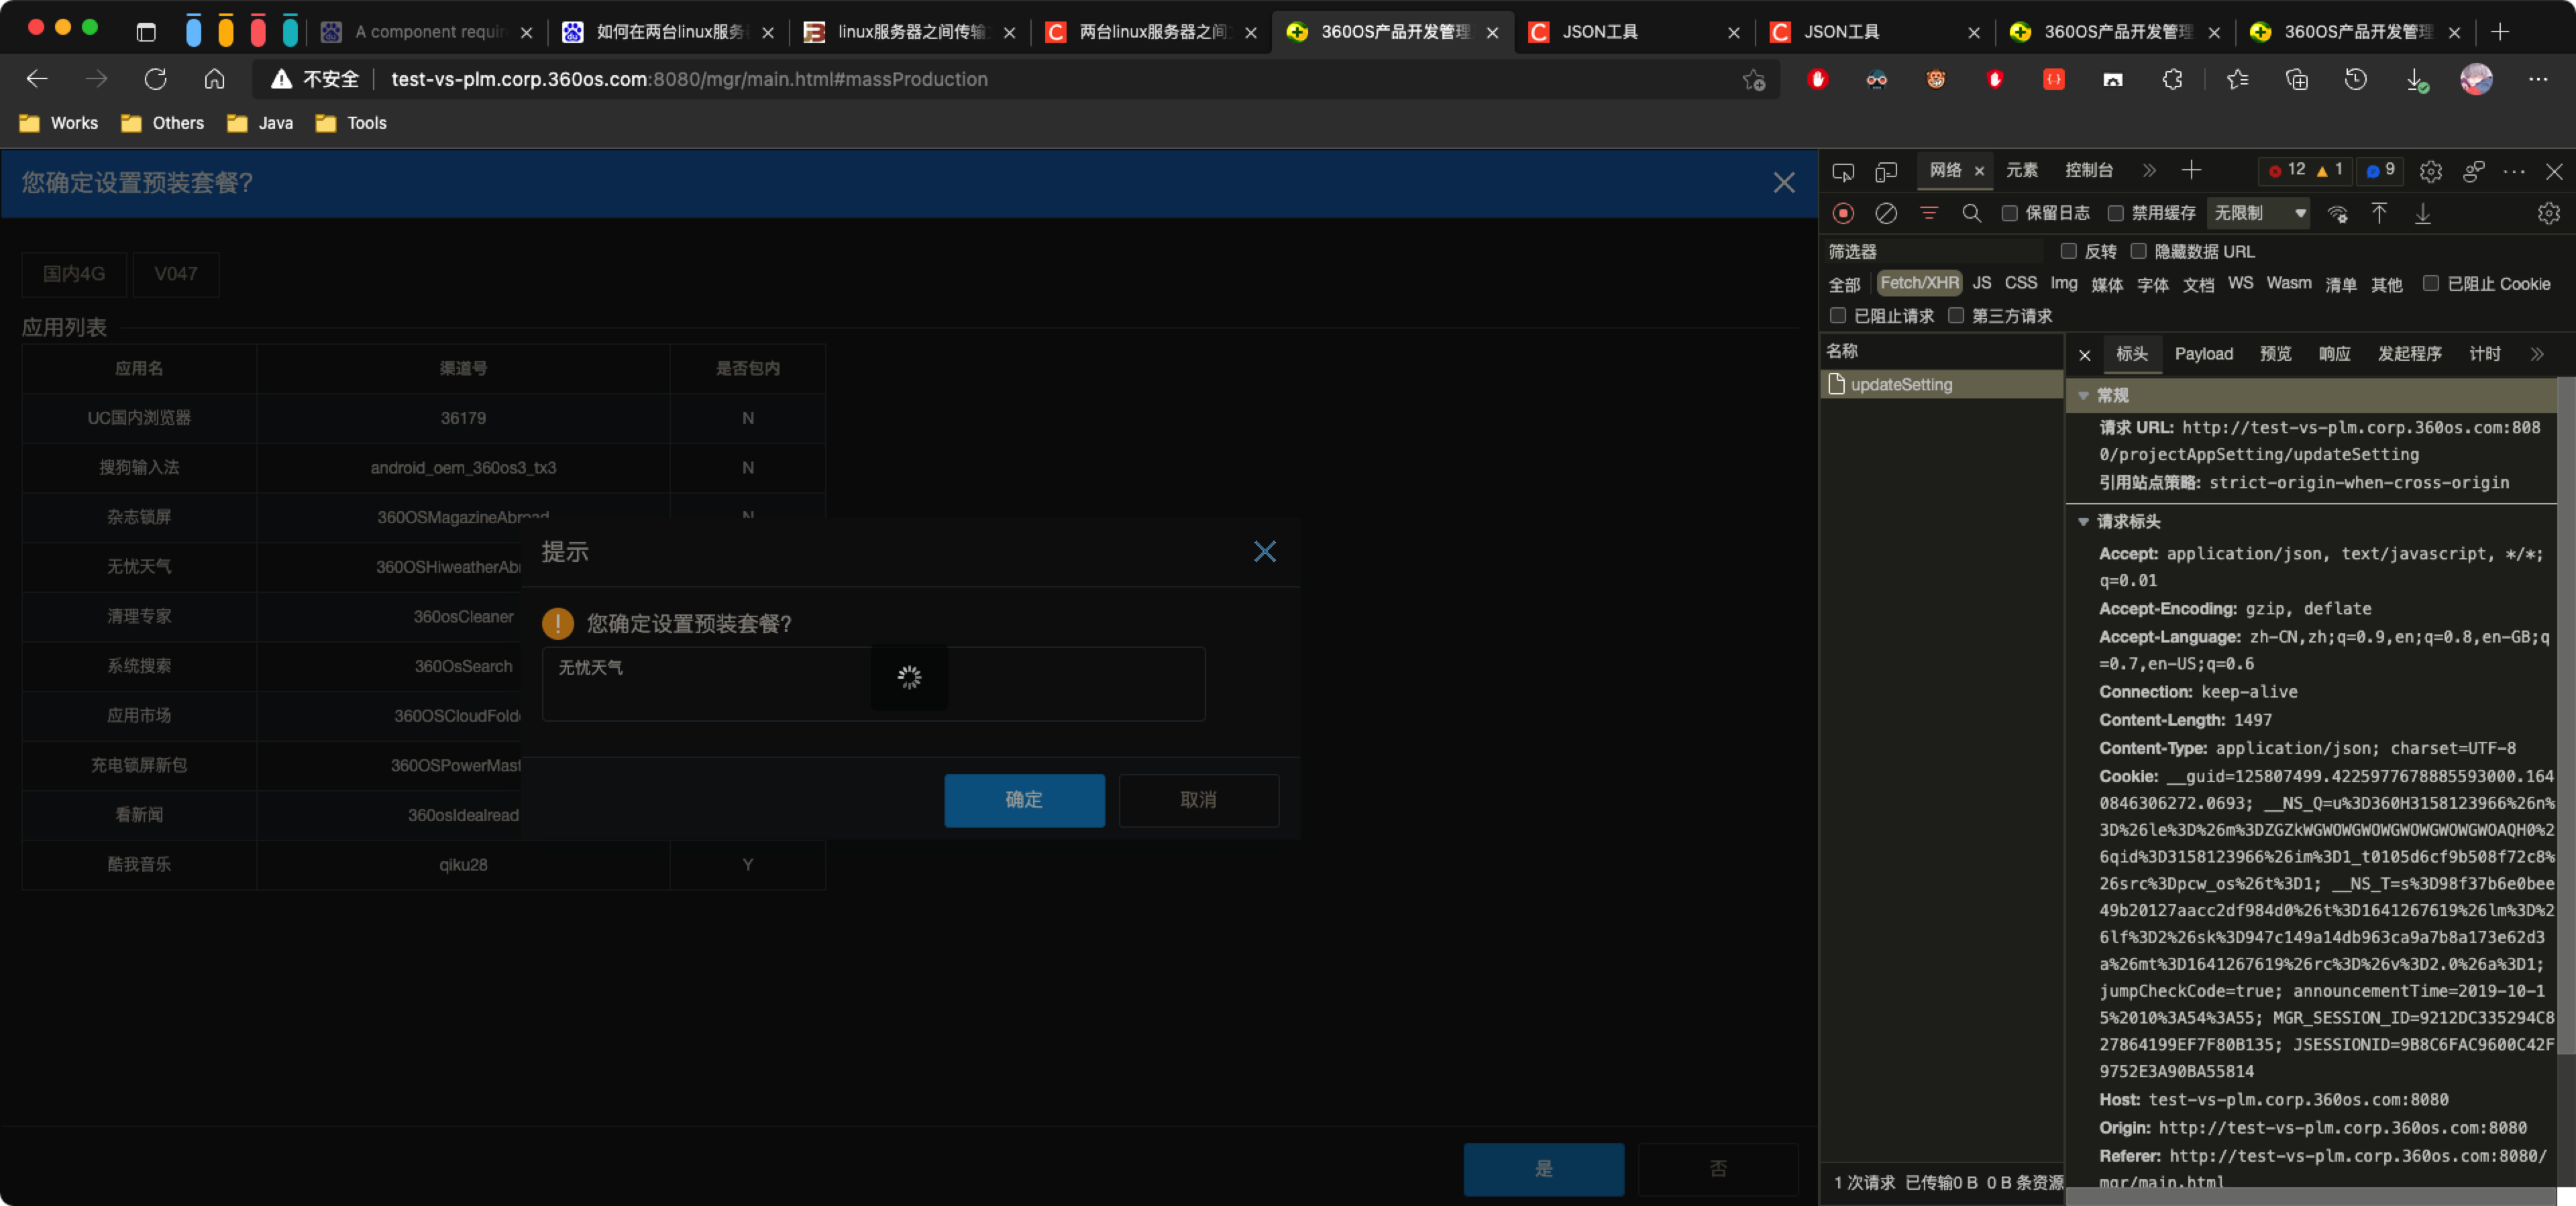 A component requir
如何在两台linux服务
linux服务器之间传输
两台linux服务器之间
360OS产品开发管理
JSON工具
JSON工具
360OS产品开发管理
360OS产品开发管理
不安全
test-vs-plm.corp.360os.com:8080/mgr/main.html#massProduction
Works
Others
Java
Tools
您确定设置预装套餐?
国内4G
V047
应用列表
应用名 渠道号 是否包内
UC国内浏览器 36179 N
搜狗输入法 android_oem_360os3_tx3 N
杂志锁屏 360OSMagazineAbroad N
无忧天气 360OSHiweatherAb
清理专家 360osCleaner
系统搜索 360OsSearch
应用市场 360OSCloudFold
充电锁屏新包 360OSPowerMast
看新闻 360osIdealread
酷我音乐 qiku28 Y
提示
您确定设置预装套餐?
无忧天气
确定
取消
是
否
网络 元素 控制台 12 1 9
保留日志 禁用缓存 无限制
筛选器 反转 隐藏数据 URL
全部 Fetch/XHR JS CSS Img 媒体 字体 文档 WS Wasm 清单 其他 已阻止 Cookie
已阻止请求 第三方请求
名称
updateSetting
标头 Payload 预览 响应 发起程序 计时
常规
请求 URL: http://test-vs-plm.corp.360os.com:808
0/projectAppSetting/updateSetting
引用站点策略: strict-origin-when-cross-origin
请求标头
Accept: application/json, text/javascript, */*;
q=0.01
Accept-Encoding: gzip, deflate
Accept-Language: zh-CN,zh;q=0.9,en;q=0.8,en-GB;q
=0.7,en-US;q=0.6
Connection: keep-alive
Content-Length: 1497
Content-Type: application/json; charset=UTF-8
Cookie: __guid=125807499.4225977678885593000.164
0846306272.0693; __NS_Q=u%3D360H3158123966%26n%
3D%26le%3D%26m%3DZGZkWGWOWGWOWGWOWGWOWGWOAQH0%2
6qid%3D3158123966%26im%3D1_t0105d6cf9b508f72c8%
26src%3Dpcw_os%26t%3D1; __NS_T=s%3D98f37b6e0bee
49b20127aacc2df984d0%26t%3D1641267619%26lm%3D%2
6lf%3D2%26sk%3D947c149a14db963ca9a7b8a173e62d3
a%26mt%3D1641267619%26rc%3D%26v%3D2.0%26a%3D1;
jumpCheckCode=true; announcementTime=2019-10-1
5%2010%3A54%3A55; MGR_SESSION_ID=9212DC335294C8
27864199EF7F80B135; JSESSIONID=9B8C6FAC9600C42F
9752E3A90BA55814
Host: test-vs-plm.corp.360os.com:8080
Origin: http://test-vs-plm.corp.360os.com:8080
Referer: http://test-vs-plm.corp.360os.com:8080/
mgr/main.html
1 次请求 已传输0 B 0 B 条资源